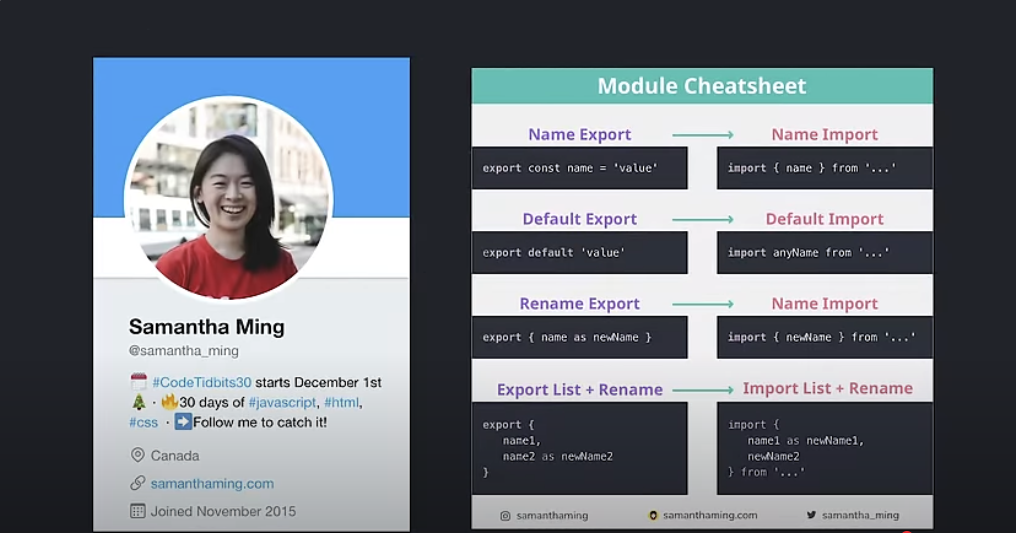 Samantha Ming
@samantha_ming
#CodeTidbits30 starts December 1st
🎄 · 🔥30 days of #javascript, #html,
#css · ➡️Follow me to catch it!
Canada
samanthaming.com
Joined November 2015
Module Cheatsheet
Name Export → Name Import
export const name = 'value'
import { name } from '...'
Default Export → Default Import
export default 'value'
import anyName from '...'
Rename Export → Name Import
export { name as newName }
import { newName } from '...'
Export List + Rename → Import List + Rename
export {
name1,
name2 as newName2
}
import {
name1 as newName1,
newName2
} from '...'
samanthaming
samanthaming.com
samantha_ming